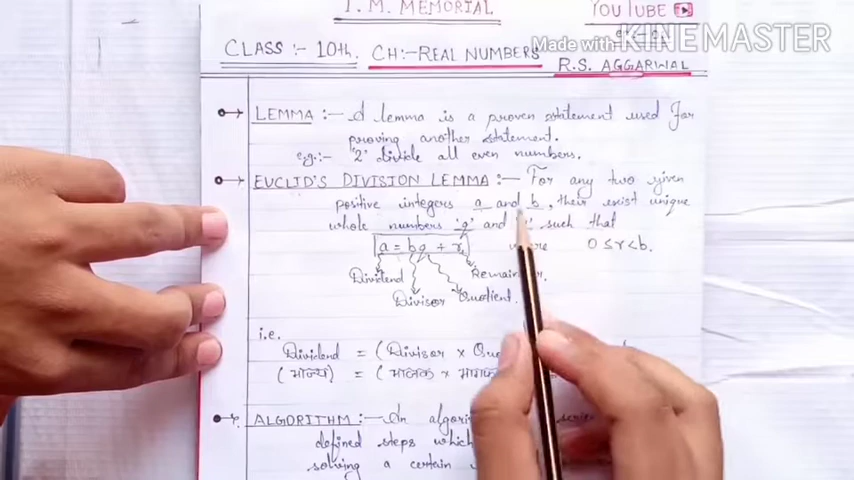 I.M. MEMORIAL
YOUTUBE
Made with KINEMASTER
CLASS :- 10th. CH:- REAL NUMBERS
R.S. AGGARWAL
LEMMA :- A lemma is a proven statement used for
proving another statement.
e.g:- '2' divide all even numbers.
EUCLID'S DIVISION LEMMA :- For any two given
positive integers a and b, their exist unique
whole numbers 'q' and such that
a = bq + r where 0 ≤ r < b.
Dividend Remainder.
Divisor Quotient.
i.e.
Dividend = (Divisor x
(भाज्य) = (भाजक x
ALGORITHM :- An series
defined steps which
solving a certain